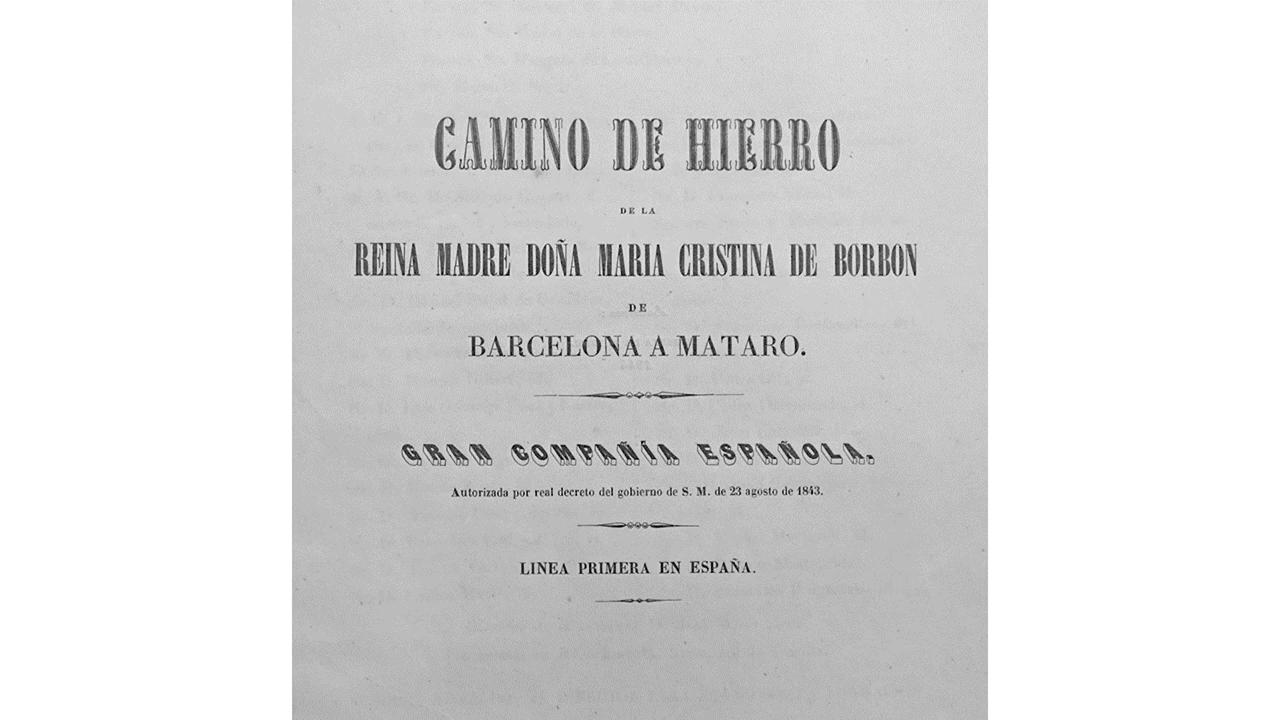 CAMINO DE HIERRO
DE LA
REINA MADRE DOÑA MARIA CRISTINA DE BORBON
DE
BARCELONA A MATARO.
GRAN COMPAÑÍA ESPAÑOLA.
Autorizada por real decreto del gobierno de S. M. de 23 agosto de 1843.
LINEA PRIMERA EN ESPAÑA.